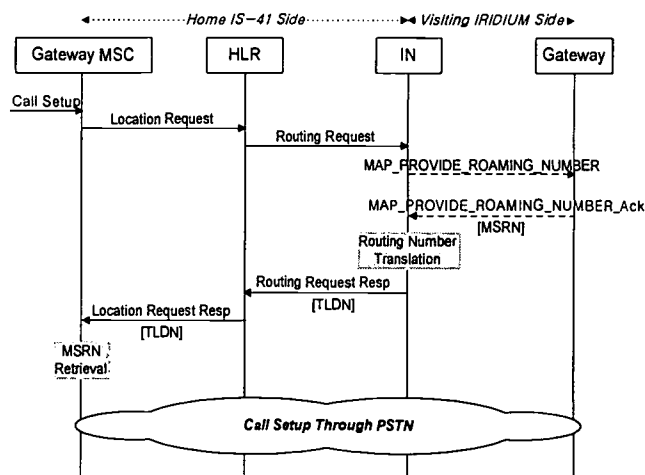 Home IS-41 Side
Visiting IRIDIUM Side
Gateway MSC
HLR
IN
Gateway
Call Setup
Location Request
Routing Request
MAP_PROVIDE_ROAMING_NUMBER
MAP_PROVIDE_ROAMING_NUMBER_Ack
[MSRN]
Routing Number
Translation
Routing Request Resp
[TLDN]
Location Request Resp
[TLDN]
MSRN
Retrieval
Call Setup Through PSTN